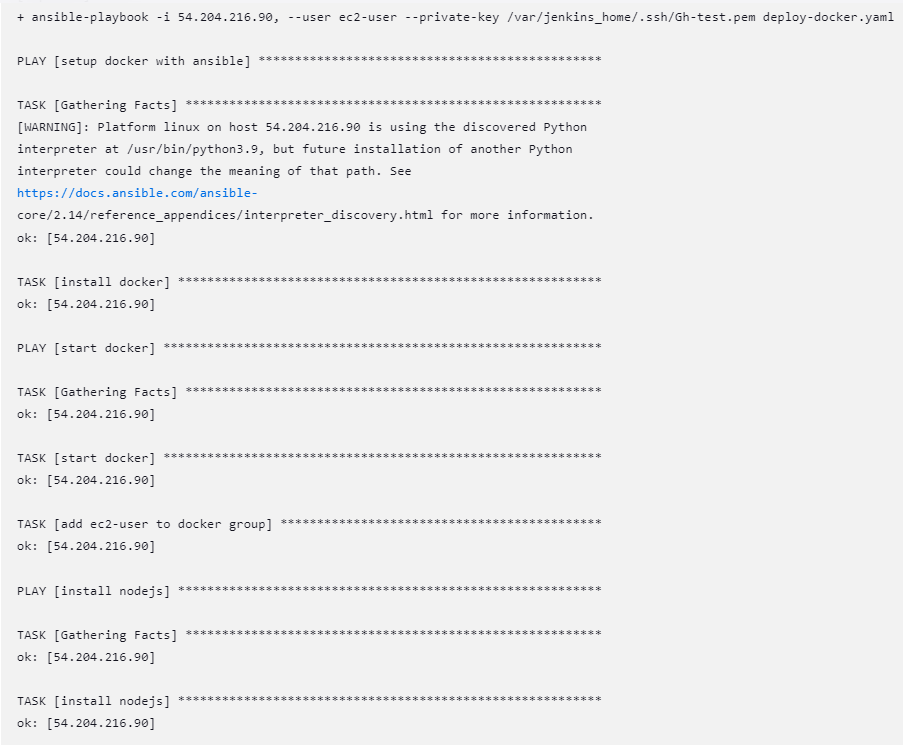 + ansible-playbook -i 54.204.216.90, --user ec2-user --private-key /var/jenkins_home/.ssh/Gh-test.pem deploy-docker.yaml
PLAY [setup docker with ansible] ***********************************************
TASK [Gathering Facts] *********************************************************
[WARNING]: Platform linux on host 54.204.216.90 is using the discovered Python
interpreter at /usr/bin/python3.9, but future installation of another Python
interpreter could change the meaning of that path. See
https://docs.ansible.com/ansible-
core/2.14/reference_appendices/interpreter_discovery.html for more information.
ok: [54.204.216.90]
TASK [install docker] **********************************************************
ok: [54.204.216.90]
PLAY [start docker] ************************************************************
TASK [Gathering Facts] *********************************************************
ok: [54.204.216.90]
TASK [start docker] ************************************************************
ok: [54.204.216.90]
TASK [add ec2-user to docker group] ********************************************
ok: [54.204.216.90]
PLAY [install nodejs] **********************************************************
TASK [Gathering Facts] *********************************************************
ok: [54.204.216.90]
TASK [install nodejs] **********************************************************
ok: [54.204.216.90]